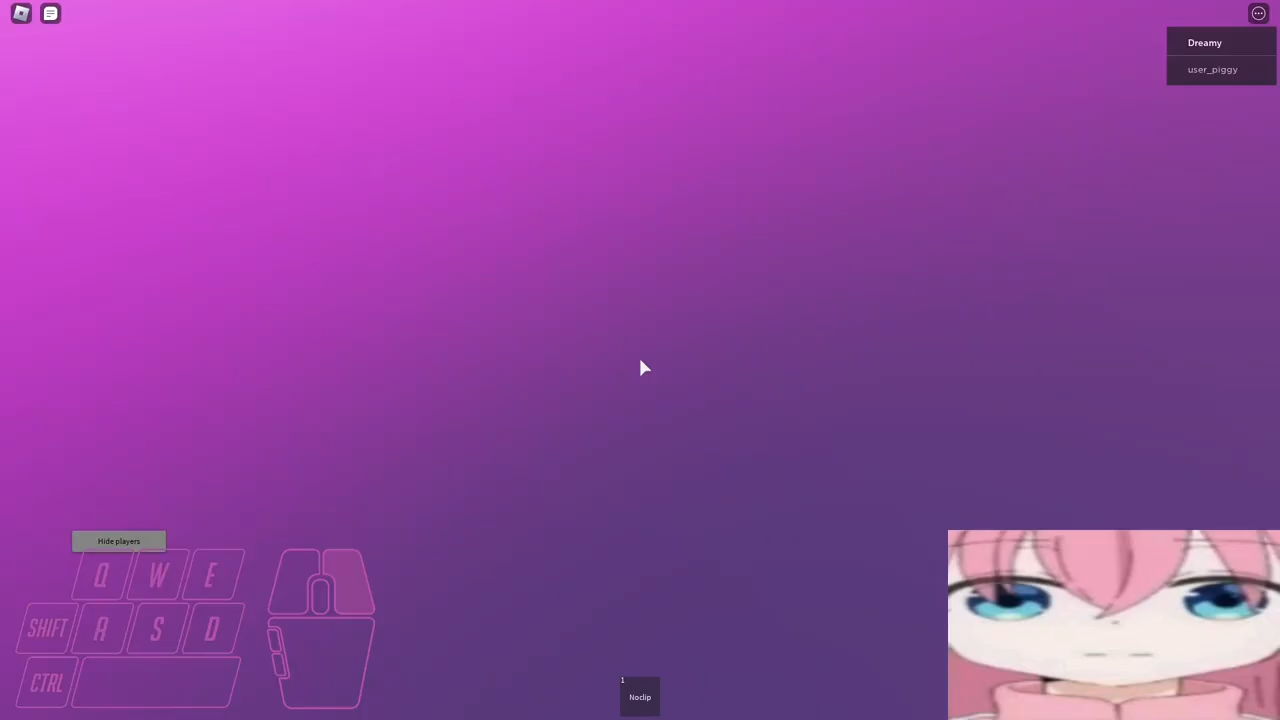 Dreamy
user_piggy
Hide players
Q W E
SHIFT A S D
CTRL
1
Noclip